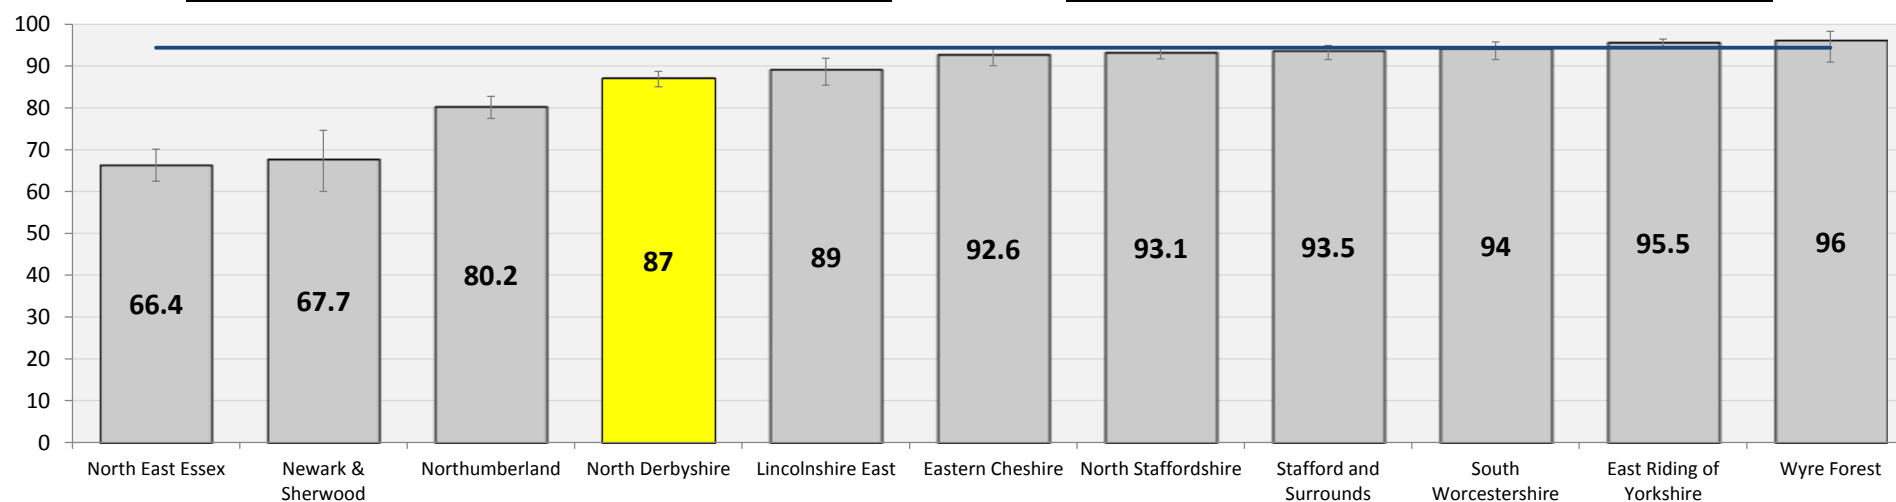 100
90
80
70
60
50
40
30
20
10
0
66.4
67.7
80.2
87
89
92.6
93.1
93.5
94
95.5
96
North East Essex
Newark &
Sherwood
Northumberland
North Derbyshire
Lincolnshire East
Eastern Cheshire
North Staffordshire
Stafford and
Surrounds
South
Worcestershire
East Riding of
Yorkshire
Wyre Forest